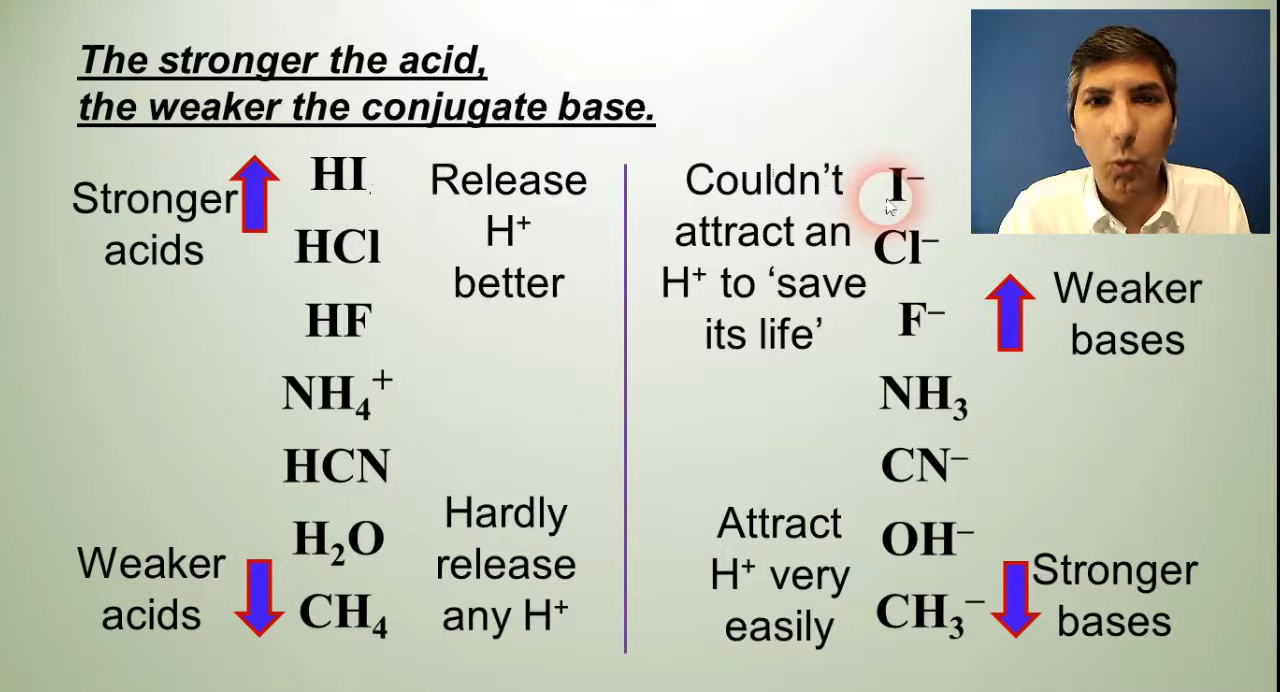 The stronger the acid,
the weaker the conjugate base.
Stronger
acids
Weaker
acids
HI
HCl
HF
NH₄⁺
HCN
H₂O
CH₄
Release
H⁺
better
Hardly
release
any H⁺
Couldn't
attract an
H⁺ to ‘save
its life’
Attract
H⁺ very
easily
I⁻
Cl⁻
F⁻
NH₃
CN⁻
OH⁻
CH₃⁻
Weaker
bases
Stronger
bases